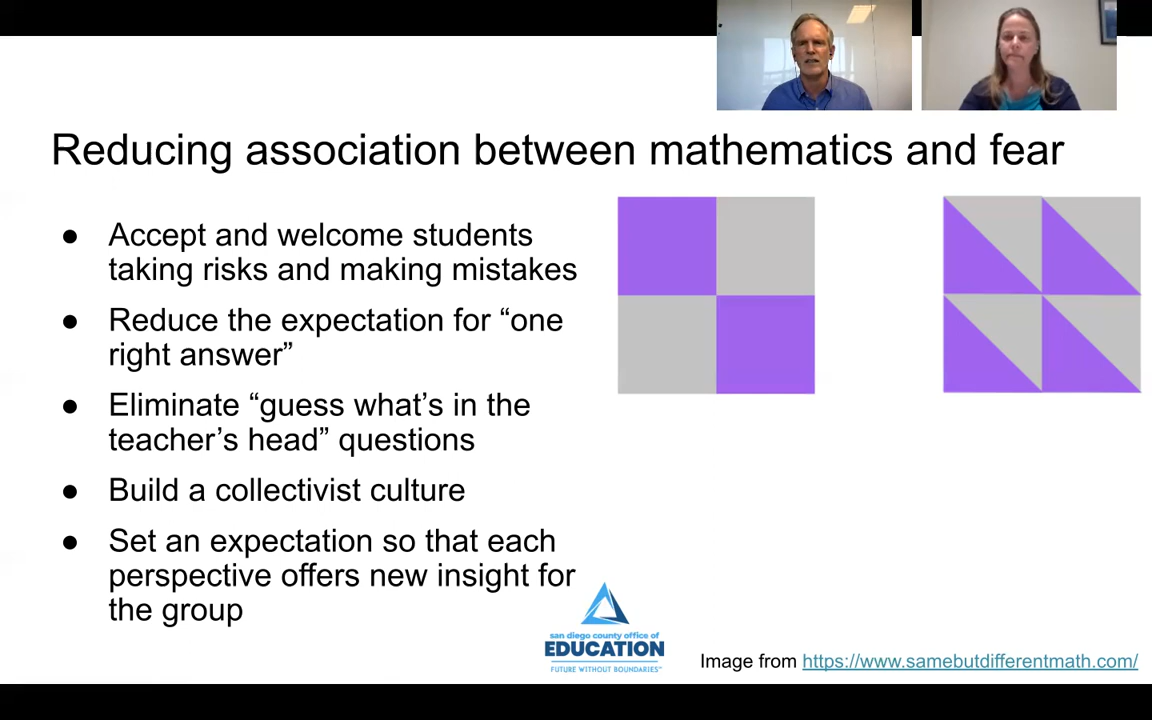 Reducing association between mathematics and fear
● Accept and welcome students
taking risks and making mistakes
● Reduce the expectation for “one
right answer”
● Eliminate “guess what’s in the
teacher’s head” questions
● Build a collectivist culture
● Set an expectation so that each
perspective offers new insight for
the group
san diego county office of
EDUCATION
FUTURE WITHOUT BOUNDARIES™
Image from https://www.samebutdifferentmath.com/